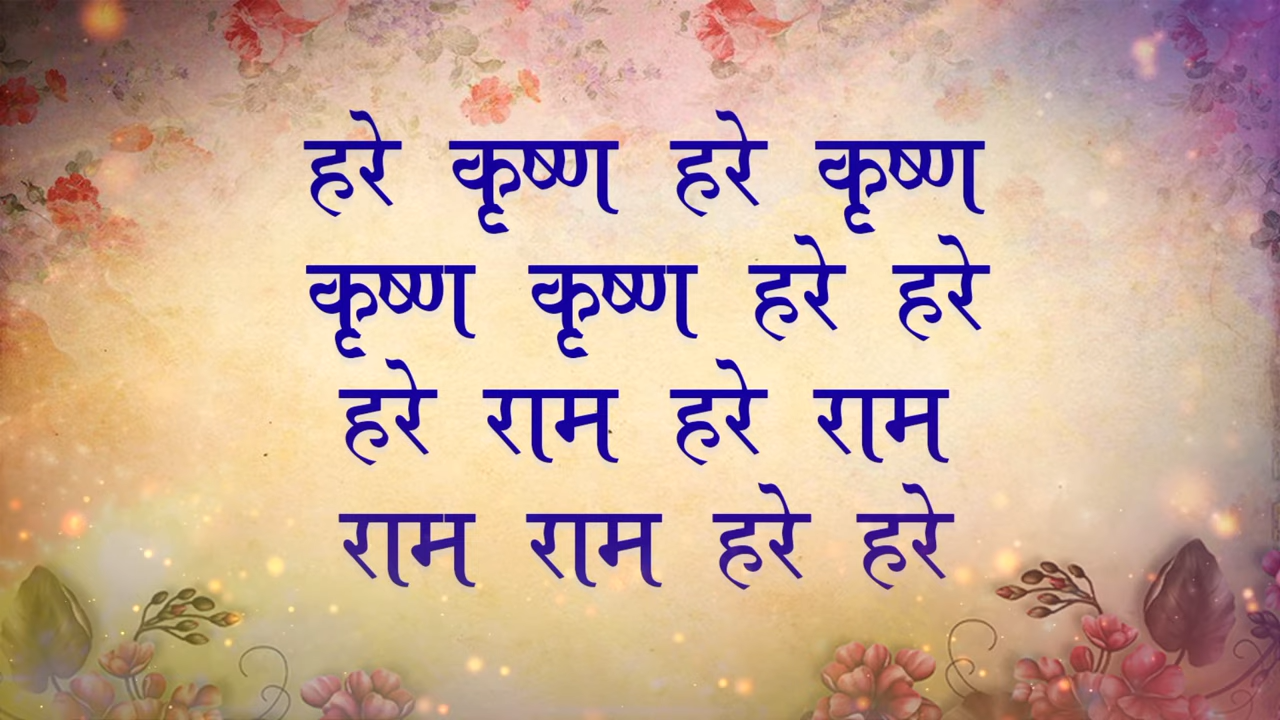 हरे कृष्ण हरे कृष्ण
कृष्ण कृष्ण हरे हरे
हरे राम हरे राम
राम राम हरे हरे